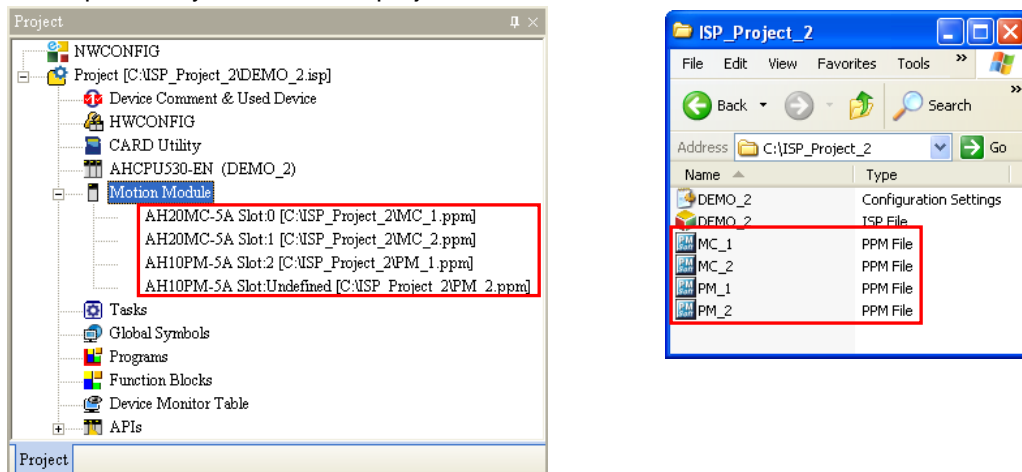 Project
NWCONFIG
Project [C:\ISP_Project_2\DEMO_2.isp]
Device Comment & Used Device
HWCONFIG
CARD Utility
AHCPU530-EN (DEMO_2)
Motion Module
AH20MC-5A Slot:0 [C:\ISP_Project_2\MC_1.ppm]
AH20MC-5A Slot:1 [C:\ISP_Project_2\MC_2.ppm]
AH10PM-5A Slot:2 [C:\ISP_Project_2\PM_1.ppm]
AH10PM-5A Slot:Undefined [C:\ISP_Project_2\PM_2.ppm]
Tasks
Global Symbols
Programs
Function Blocks
Device Monitor Table
APIs
Project
ISP_Project_2
File Edit View Favorites Tools »
Back Search »
Address C:\ISP_Project_2 Go
Name Type
DEMO_2 Configuration Settings
DEMO_2 ISP File
MC_1 PPM File
MC_2 PPM File
PM_1 PPM File
PM_2 PPM File